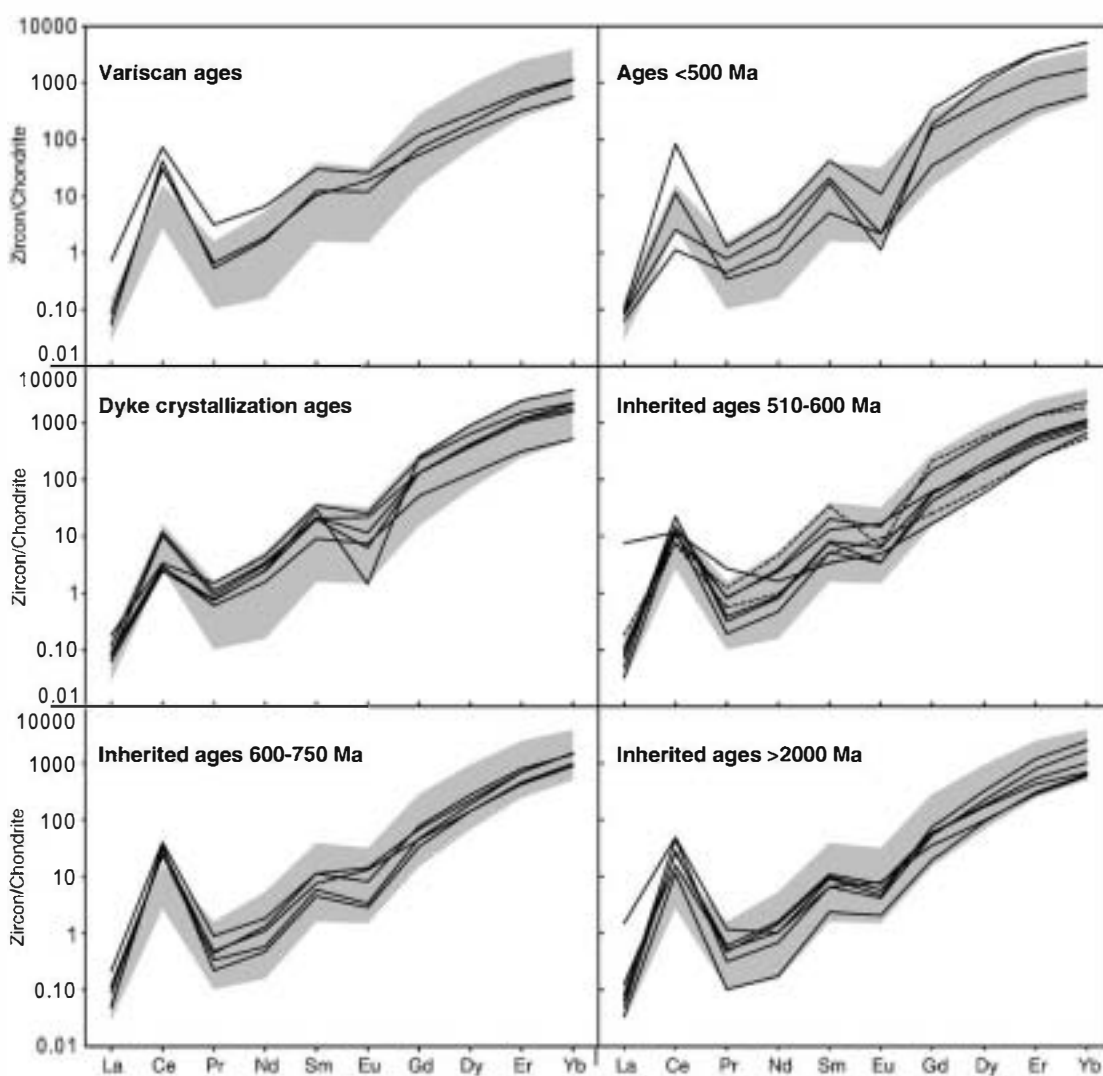 10000
1000
100
10
1
0.10
0.01
Zircon/Chondrite
Variscan ages
Ages <500 Ma
10000
1000
100
10
1
0.10
0.01
Zircon/Chondrite
Dyke crystallization ages
Inherited ages 510-600 Ma
10000
1000
100
10
1
0.10
0.01
Zircon/Chondrite
Inherited ages 600-750 Ma
Inherited ages >2000 Ma
La Ce Pr Nd Sm Eu Gd Dy Er Yb La Ce Pr Nd Sm Eu Gd Dy Er Yb